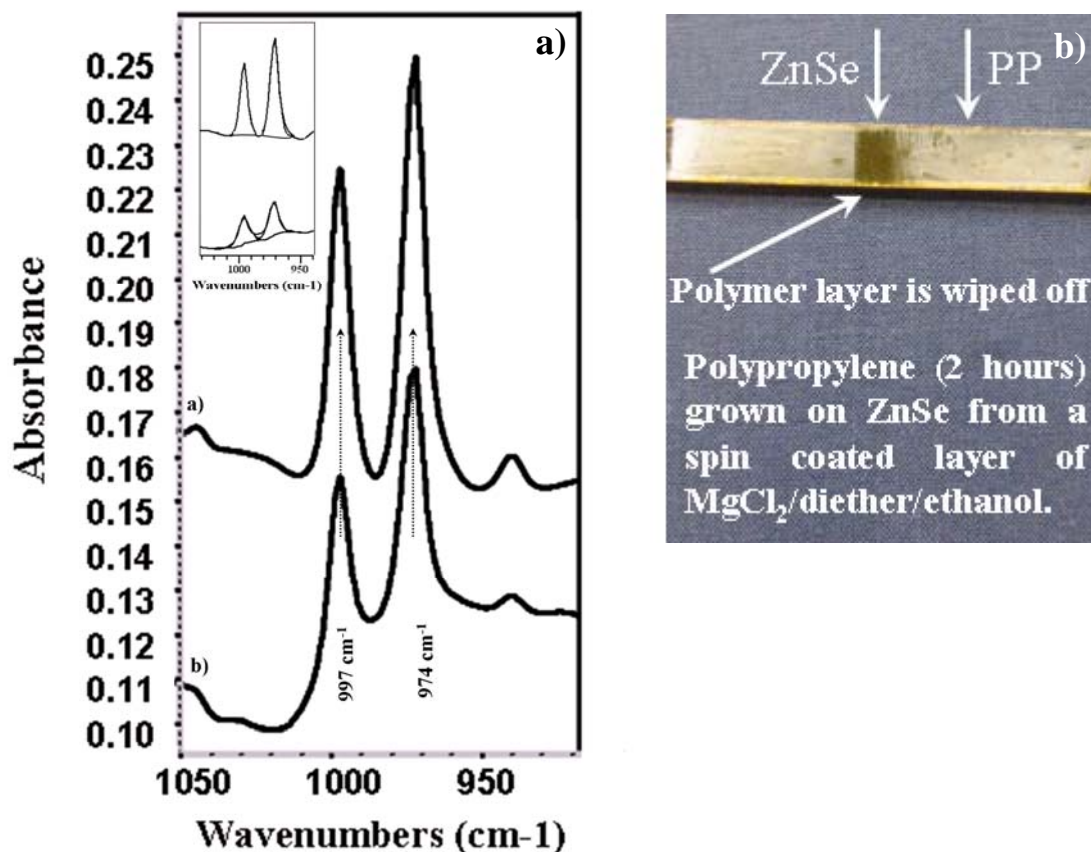 a)
0.25
0.24
0.23
0.22
0.21
0.20
0.19
0.18
0.17
0.16
0.15
0.14
0.13
0.12
0.11
0.10
Absorbance
1000 950
Wavenumbers (cm-1)
a)
b)
997 cm-1
974 cm-1
1050 1000 950
Wavenumbers (cm-1)
b)
ZnSe PP
Polymer layer is wiped off
Polypropylene (2 hours)
grown on ZnSe from a
spin coated layer of
MgCl2/diether/ethanol.